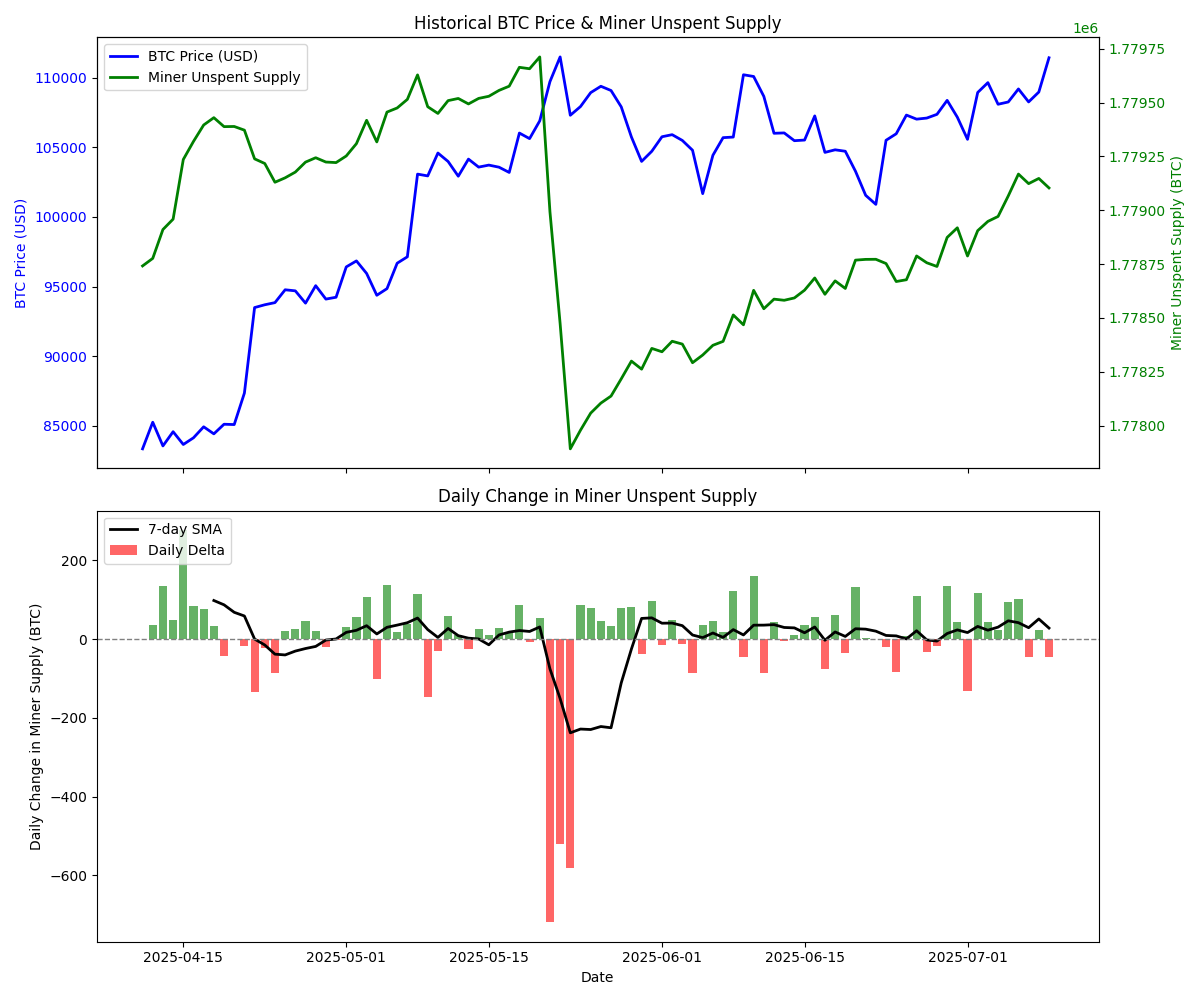 Historical BTC Price & Miner Unspent Supply
1e6
BTC Price (USD)
Miner Unspent Supply
110000
105000
100000
95000
90000
85000
BTC Price (USD)
1.77975
1.77950
1.77925
1.77900
1.77875
1.77850
1.77825
1.77800
Miner Unspent Supply (BTC)
Daily Change in Miner Unspent Supply
7-day SMA
Daily Delta
200
0
−200
−400
−600
Daily Change in Miner Supply (BTC)
2025-04-15
2025-05-01
2025-05-15
2025-06-01
2025-06-15
2025-07-01
Date